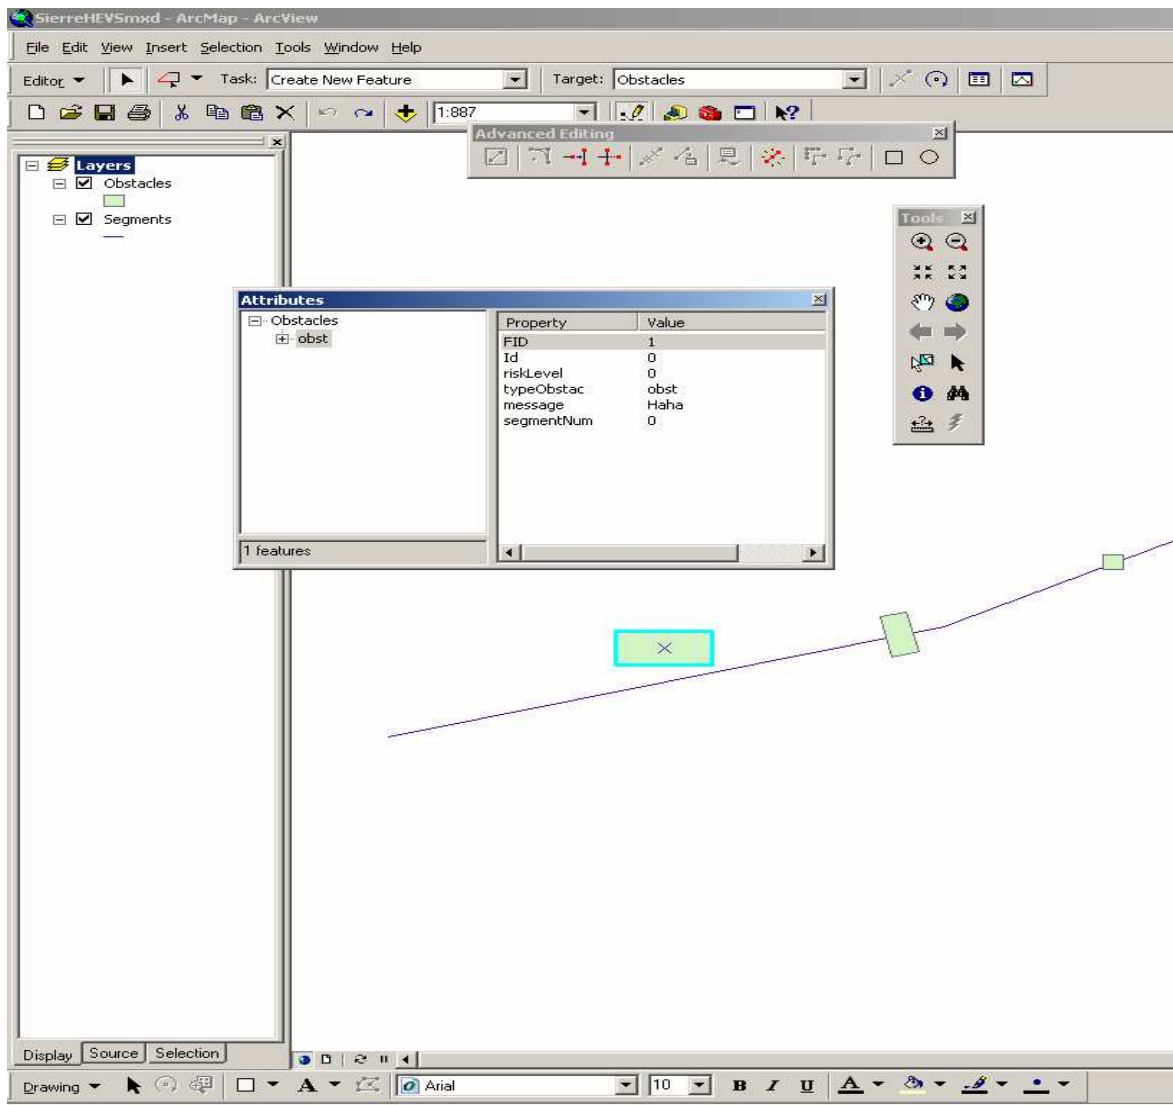 SierreHEVSmxd - ArcMap - ArcView
File Edit View Insert Selection Tools Window Help
Editor Task: Create New Feature Target: Obstacles
1:887
Advanced Editing
Layers
Obstacles
Segments
Tools
Attributes
Obstacles
obst
Property Value
FID 1
Id 0
riskLevel 0
typeObstac obst
message Haha
segmentNum 0
1 features
Display Source Selection
Drawing A Arial 10 B I U A